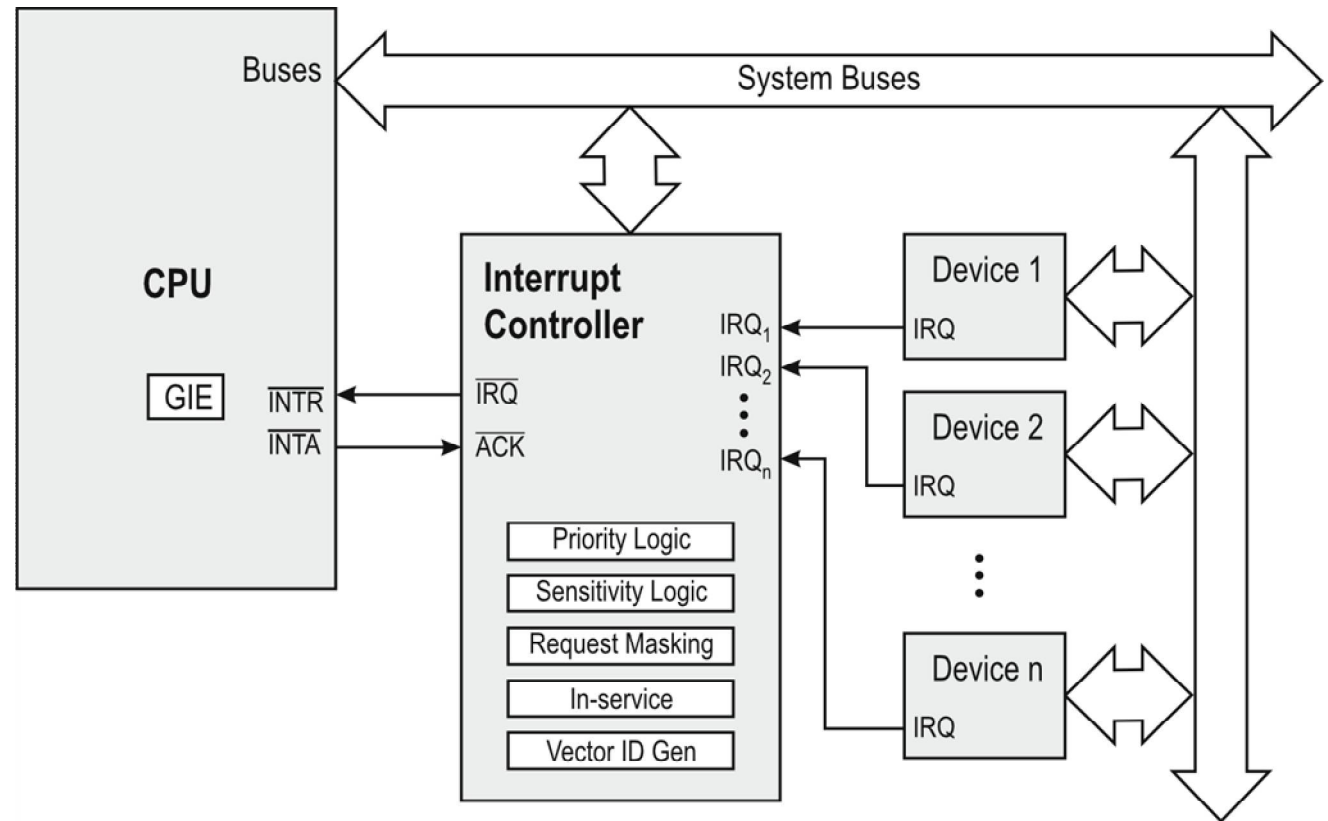 Buses
System Buses
CPU
GIE
INTR
INTA
Interrupt
Controller
IRQ
ACK
IRQ1
IRQ2
IRQn
Priority Logic
Sensitivity Logic
Request Masking
In-service
Vector ID Gen
Device 1
IRQ
Device 2
IRQ
Device n
IRQ